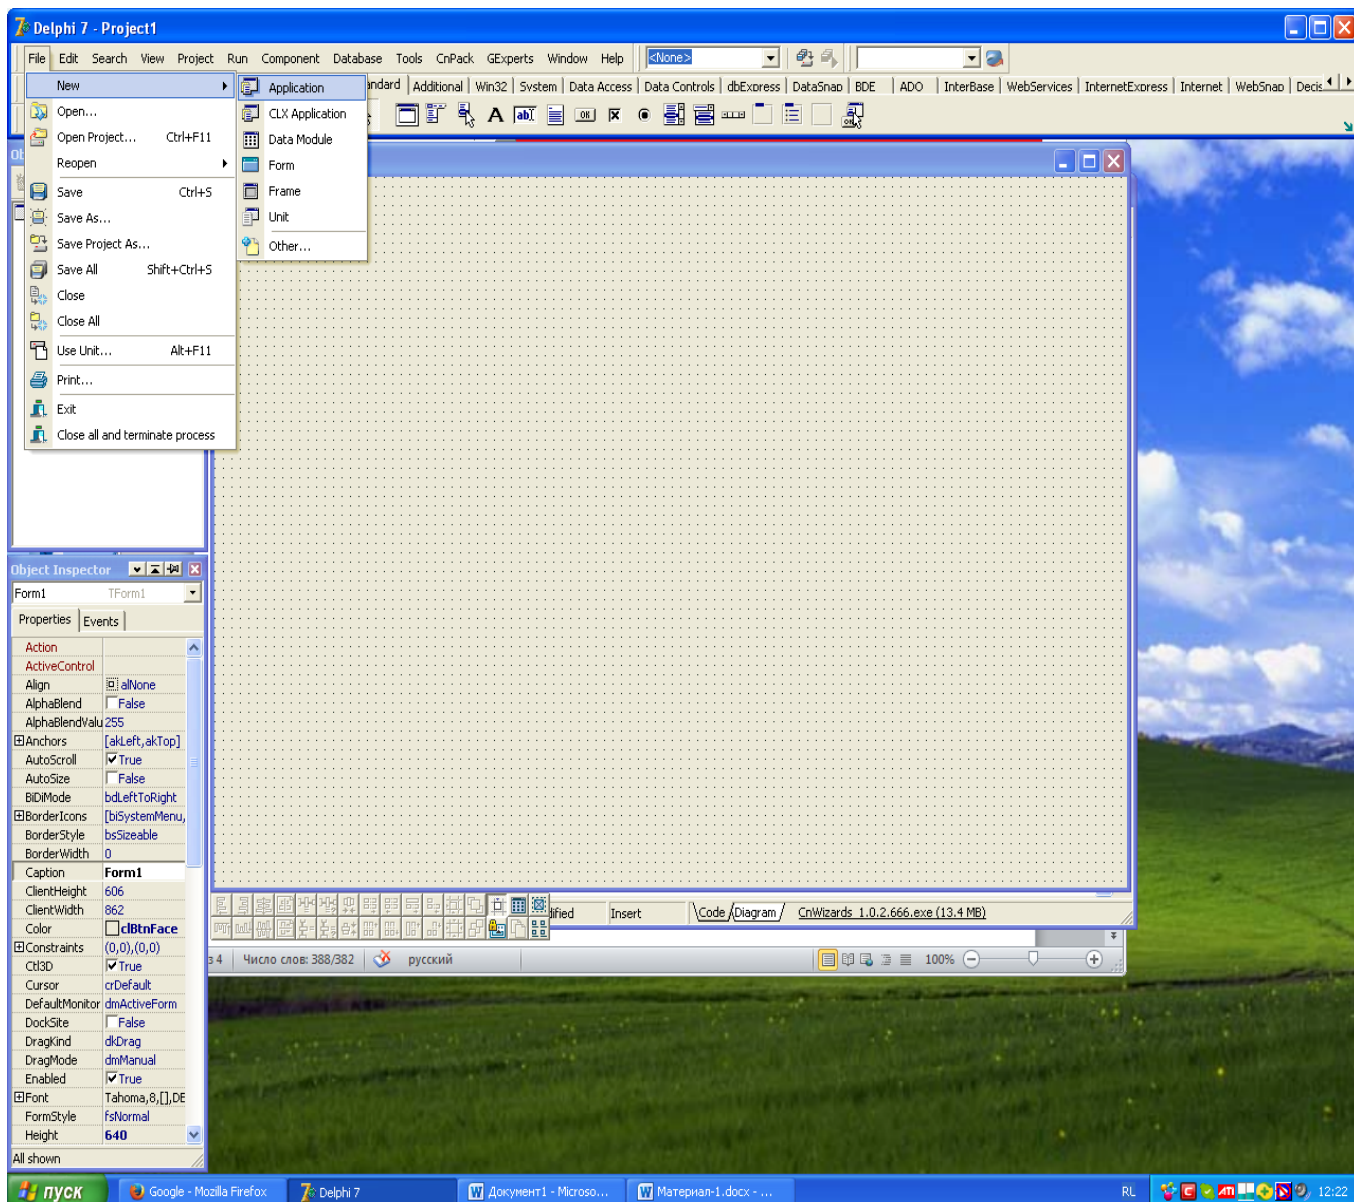 Delphi 7 - Project1
File Edit Search View Project Run Component Database Tools CnPack GExperts Window Help <None>
Additional Win32 System Data Access Data Controls dbExpress DataSnap BDE ADO InterBase WebServices InternetExpress Internet WebSnap Decis
New
Open...
Open Project... Ctrl+F11
Reopen
Save Ctrl+S
Save As...
Save Project As...
Save All Shift+Ctrl+S
Close
Close All
Use Unit... Alt+F11
Print...
Exit
Close all and terminate process
Application
CLX Application
Data Module
Form
Frame
Unit
Other...
Object Inspector
Form1 TForm1
Properties Events
Action
ActiveControl
Align alNone
AlphaBlend False
AlphaBlendValu 255
Anchors [akLeft,akTop]
AutoScroll True
AutoSize False
BiDiMode bdLeftToRight
BorderIcons [biSystemMenu,
BorderStyle bsSizeable
BorderWidth 0
Caption Form1
ClientHeight 606
ClientWidth 862
Color clBtnFace
Constraints (0,0),(0,0)
Ctl3D True
Cursor crDefault
DefaultMonitor dmActiveForm
DockSite False
DragKind dkDrag
DragMode dmManual
Enabled True
Font Tahoma,8,[],DE
FormStyle fsNormal
Height 640
All shown
ified Insert Code Diagram CnWizards_1.0.2.666.exe (13.4 MB)
з 4 Число слов: 388/382 русский 100%
пуск Google - Mozilla Firefox Delphi 7 Документ1 - Microso... Материал-1.docx - ... RL 12:22